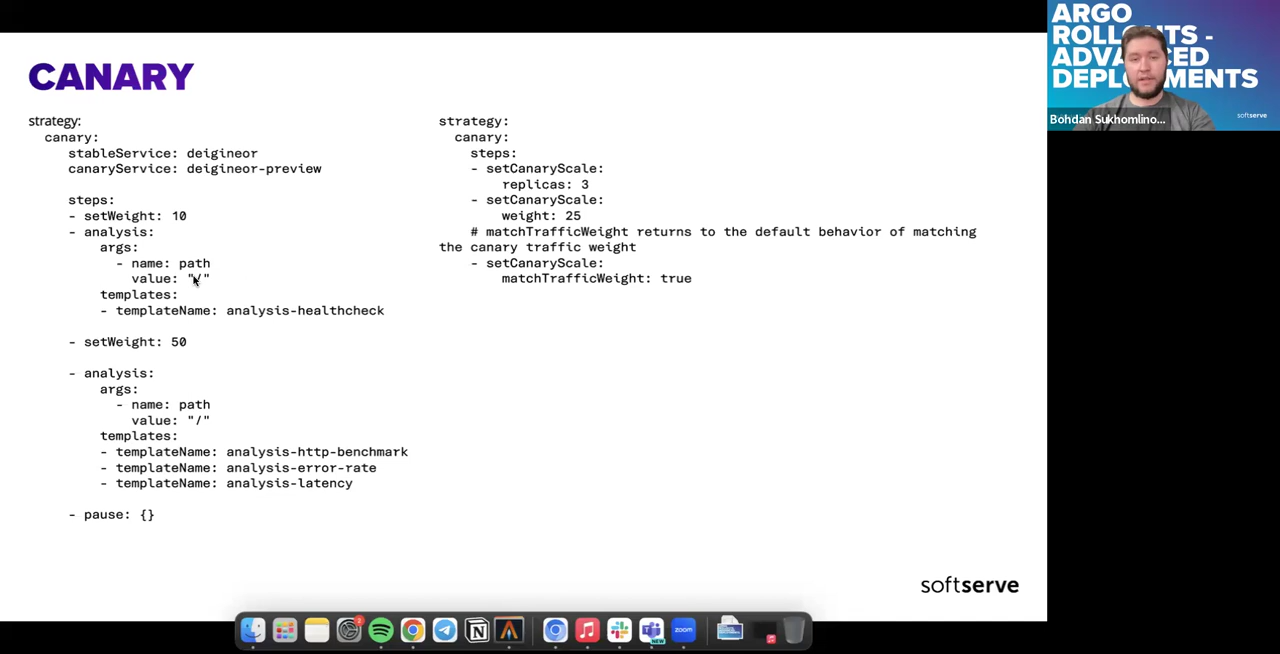 CANARY
strategy:
canary:
stableService: deigineor
canaryService: deigineor-preview
steps:
- setWeight: 10
- analysis:
args:
- name: path
value: "/"
templates:
- templateName: analysis-healthcheck
- setWeight: 50
- analysis:
args:
- name: path
value: "/"
templates:
- templateName: analysis-http-benchmark
- templateName: analysis-error-rate
- templateName: analysis-latency
- pause: {}
strategy:
canary:
steps:
- setCanaryScale:
replicas: 3
- setCanaryScale:
weight: 25
# matchTrafficWeight returns to the default behavior of matching
the canary traffic weight
- setCanaryScale:
matchTrafficWeight: true
softserve
ARGO
ROLLOUTS -
ADVANCED
DEPLOYMENTS
softserve
Bohdan Sukhomlino...
2
NEW
zoom